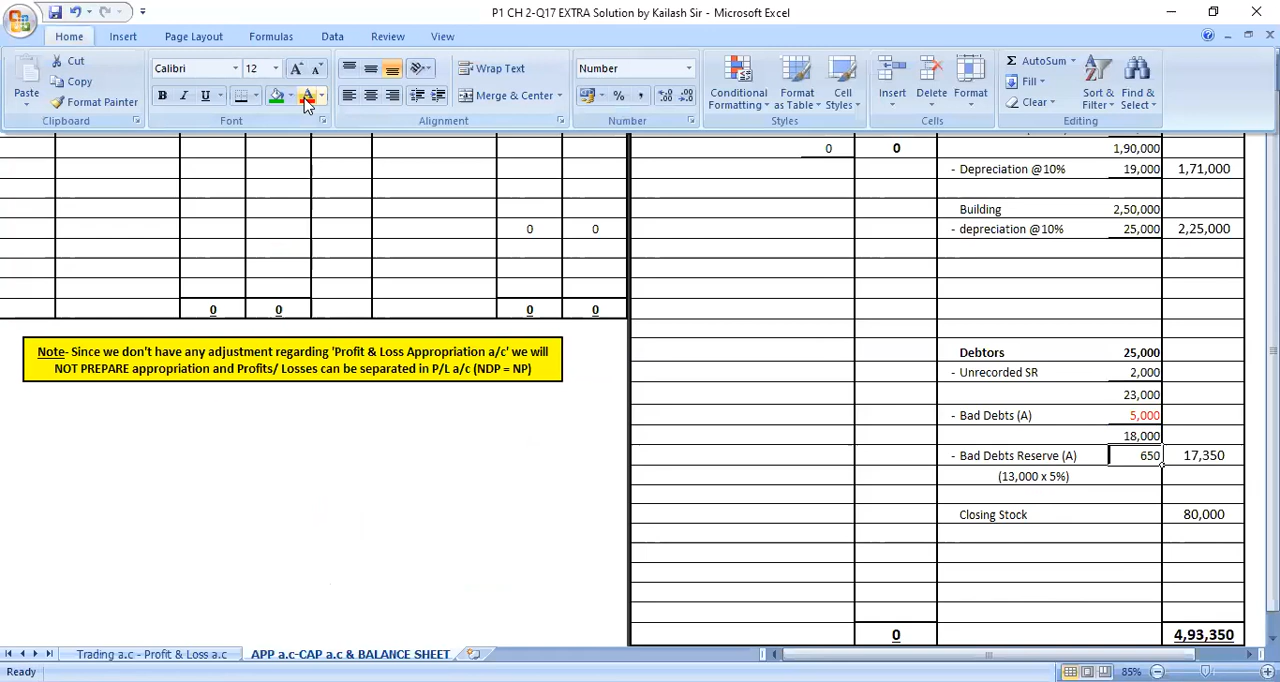 P1 CH 2-Q17 EXTRA Solution by Kailash Sir - Microsoft Excel
Home Insert Page Layout Formulas Data Review View
Paste
Cut
Copy
Format Painter
Clipboard
Calibri 12
B I U
Font
Wrap Text
Merge & Center
Alignment
Number
Number
Conditional Formatting
Format as Table
Cell Styles
Styles
Insert Delete Format
Cells
AutoSum
Fill
Clear
Sort & Filter
Find & Select
Editing
0 0 1,90,000
- Depreciation @10% 19,000 1,71,000
Building 2,50,000
0 0 - depreciation @10% 25,000 2,25,000
0 0 0 0
Note- Since we don't have any adjustment regarding 'Profit & Loss Appropriation a/c' we will
NOT PREPARE appropriation and Profits/ Losses can be separated in P/L a/c (NDP = NP)
Debtors 25,000
- Unrecorded SR 2,000
23,000
- Bad Debts (A) 5,000
18,000
- Bad Debts Reserve (A) 650 17,350
(13,000 x 5%)
Closing Stock 80,000
0 4,93,350
Trading a.c - Profit & Loss a.c APP a.c-CAP a.c & BALANCE SHEET
Ready 85%